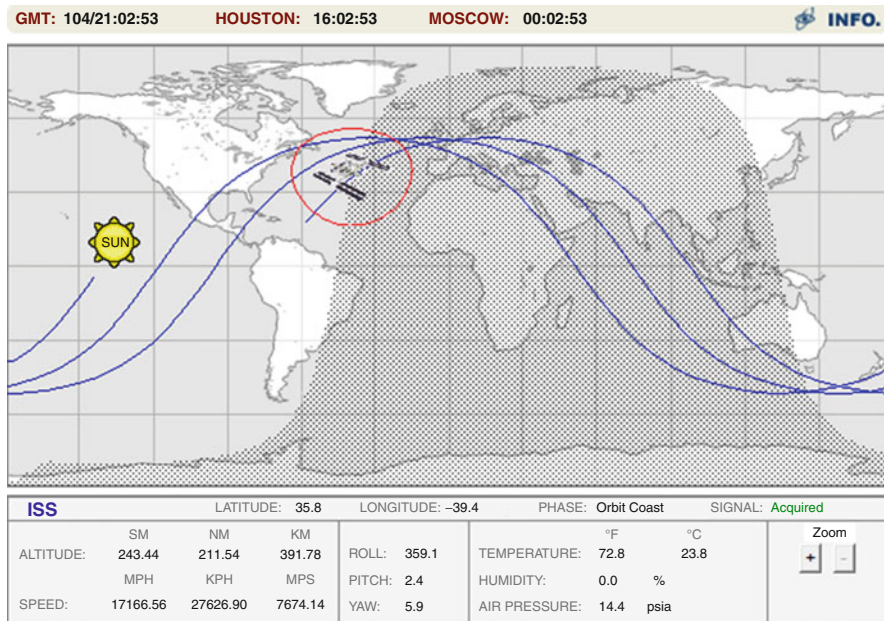 GMT: 104/21:02:53 HOUSTON: 16:02:53 MOSCOW: 00:02:53 INFO.
SUN
ISS LATITUDE: 35.8 LONGITUDE: –39.4 PHASE: Orbit Coast SIGNAL: Acquired
SM NM KM °F °C Zoom
ALTITUDE: 243.44 211.54 391.78 ROLL: 359.1 TEMPERATURE: 72.8 23.8 + –
MPH KPH MPS PITCH: 2.4 HUMIDITY: 0.0 %
SPEED: 17166.56 27626.90 7674.14 YAW: 5.9 AIR PRESSURE: 14.4 psia